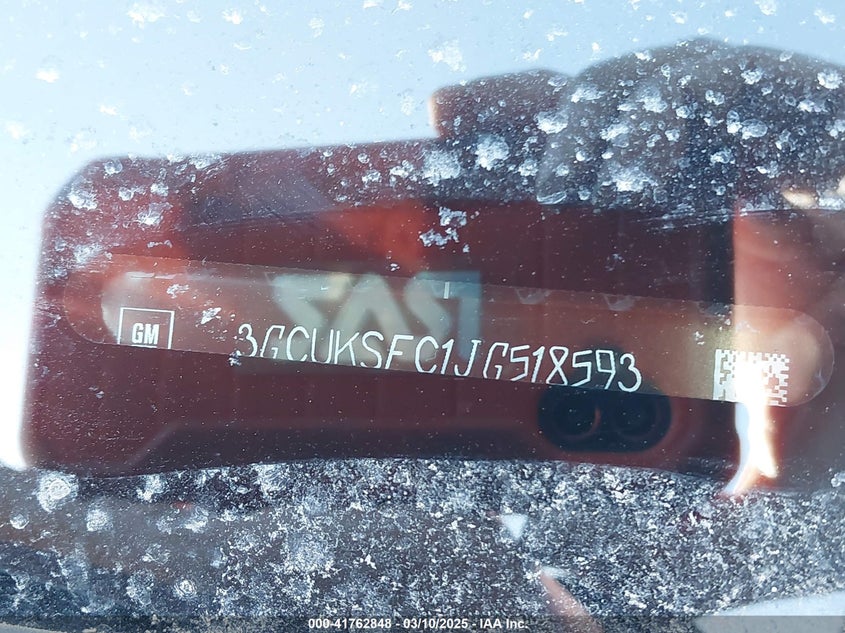 GM
3GCUKSEC1JG518593
000-41762848 - 03/10/2025 - IAA Inc.